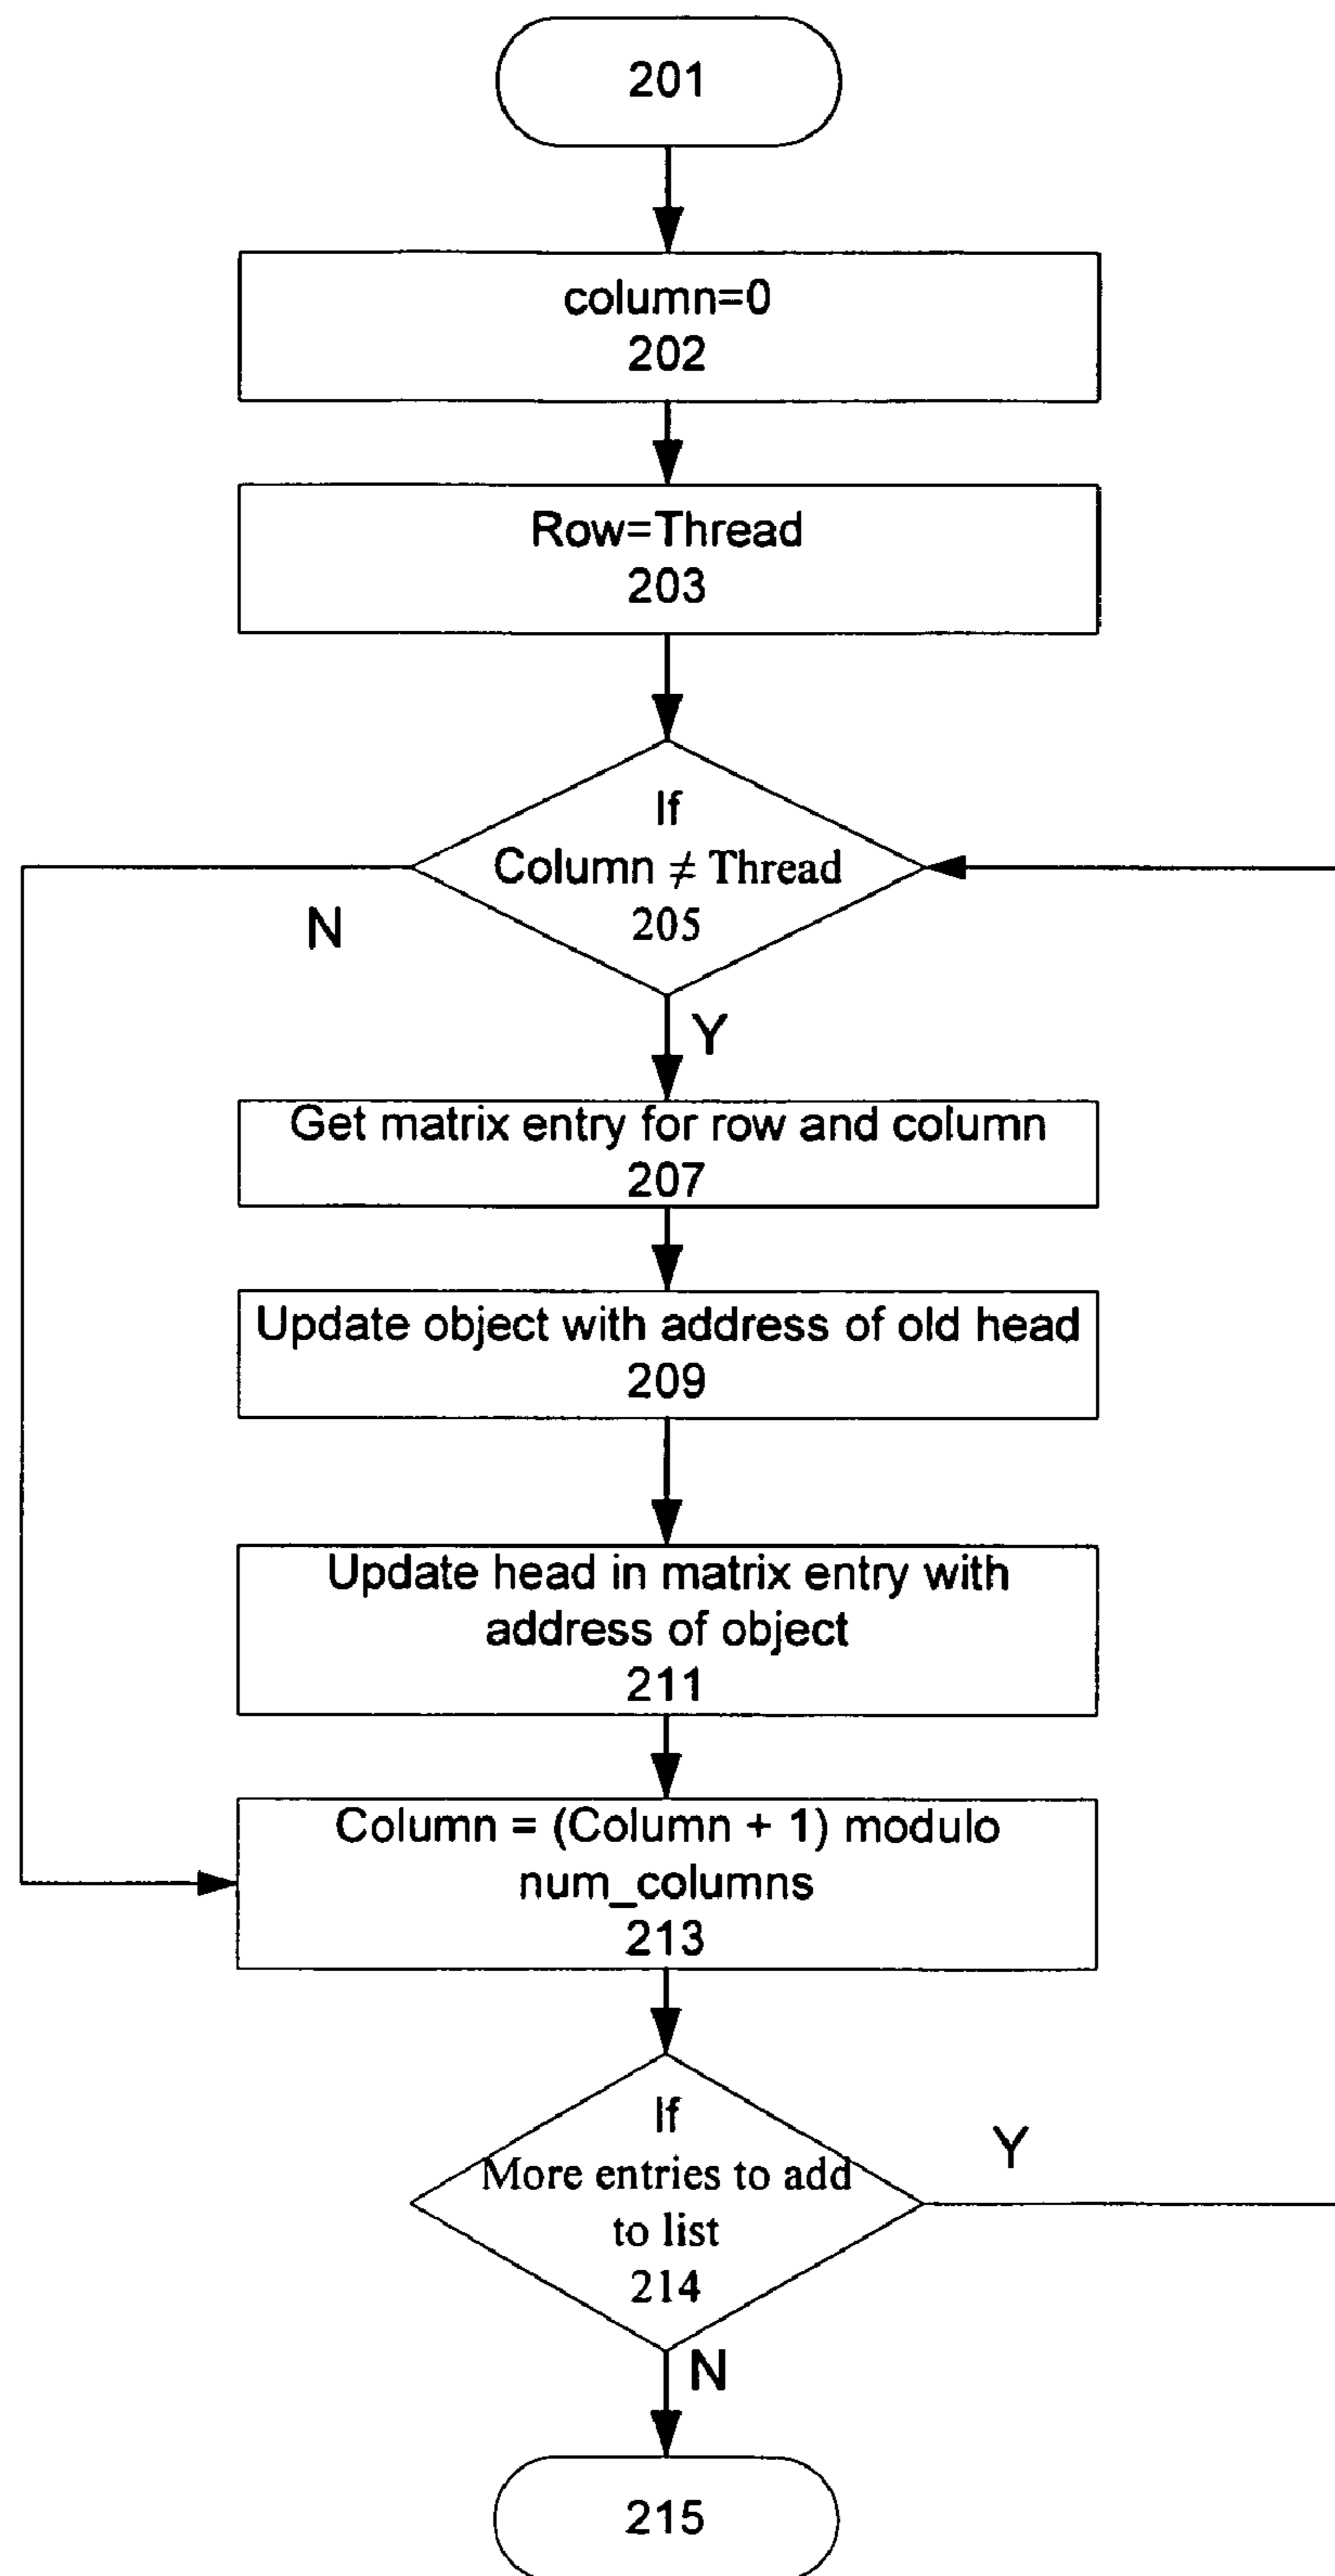 201
column=0
202
Row=Thread
203
If
Column ≠ Thread
205
N
Y
Get matrix entry for row and column
207
Update object with address of old head
209
Update head in matrix entry with
address of object
211
Column = (Column + 1) modulo
num_columns
213
If
More entries to add
to list
214
Y
N
215